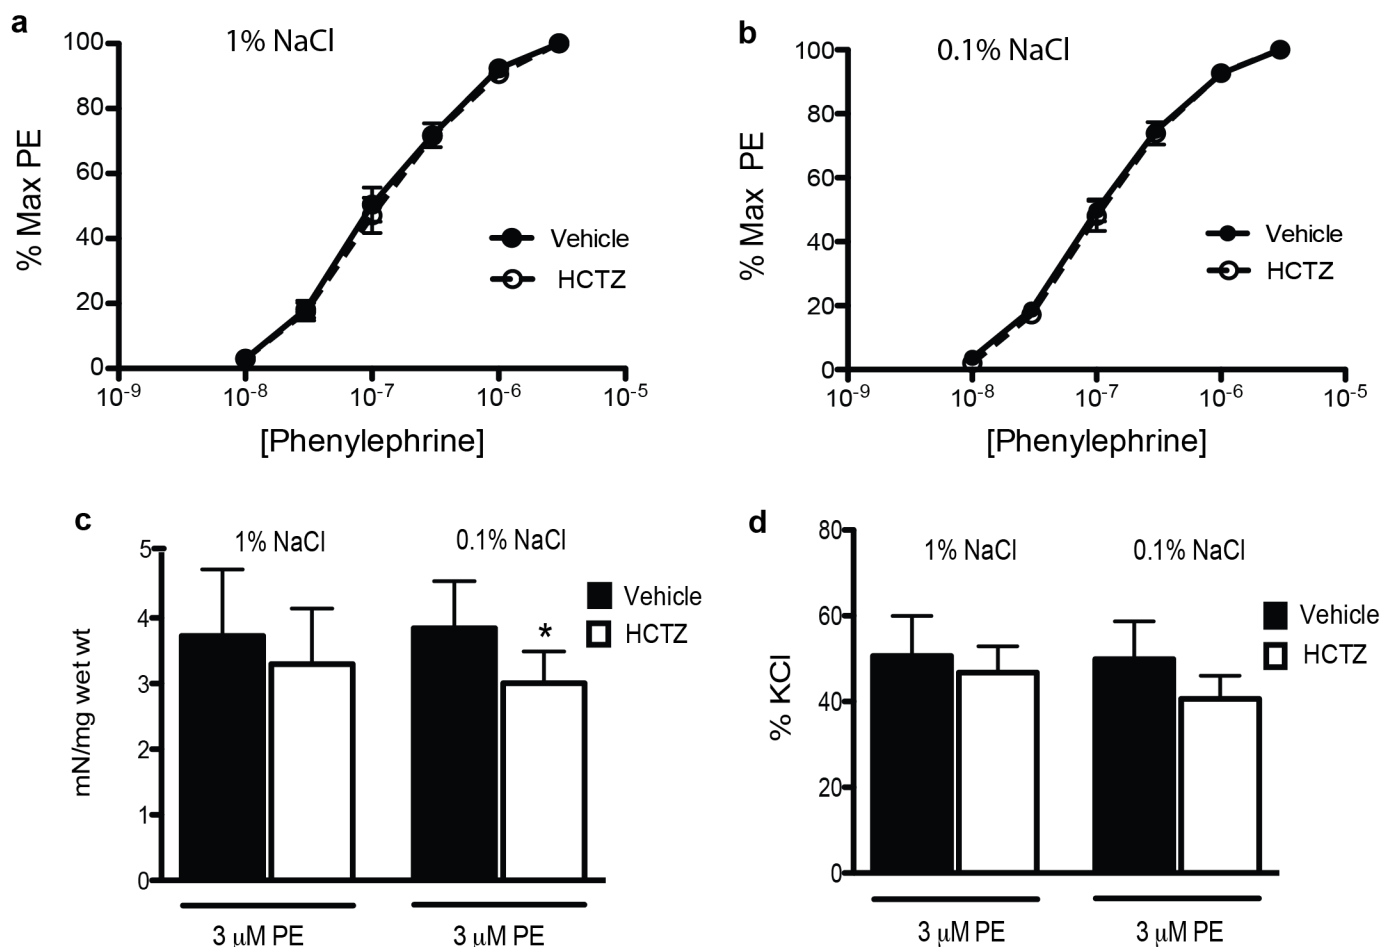 a
1% NaCl
100
80
60
40
20
0
% Max PE
Vehicle
HCTZ
10-9
10-8
10-7
10-6
10-5
[Phenylephrine]
b
0.1% NaCl
100
80
60
40
20
0
% Max PE
Vehicle
HCTZ
10-9
10-8
10-7
10-6
10-5
[Phenylephrine]
c
1% NaCl
0.1% NaCl
5
4
3
2
1
0
mN/mg wet wt
*
Vehicle
HCTZ
3 μM PE
3 μM PE
d
1% NaCl
0.1% NaCl
80
60
40
20
0
% KCl
Vehicle
HCTZ
3 μM PE
3 μM PE